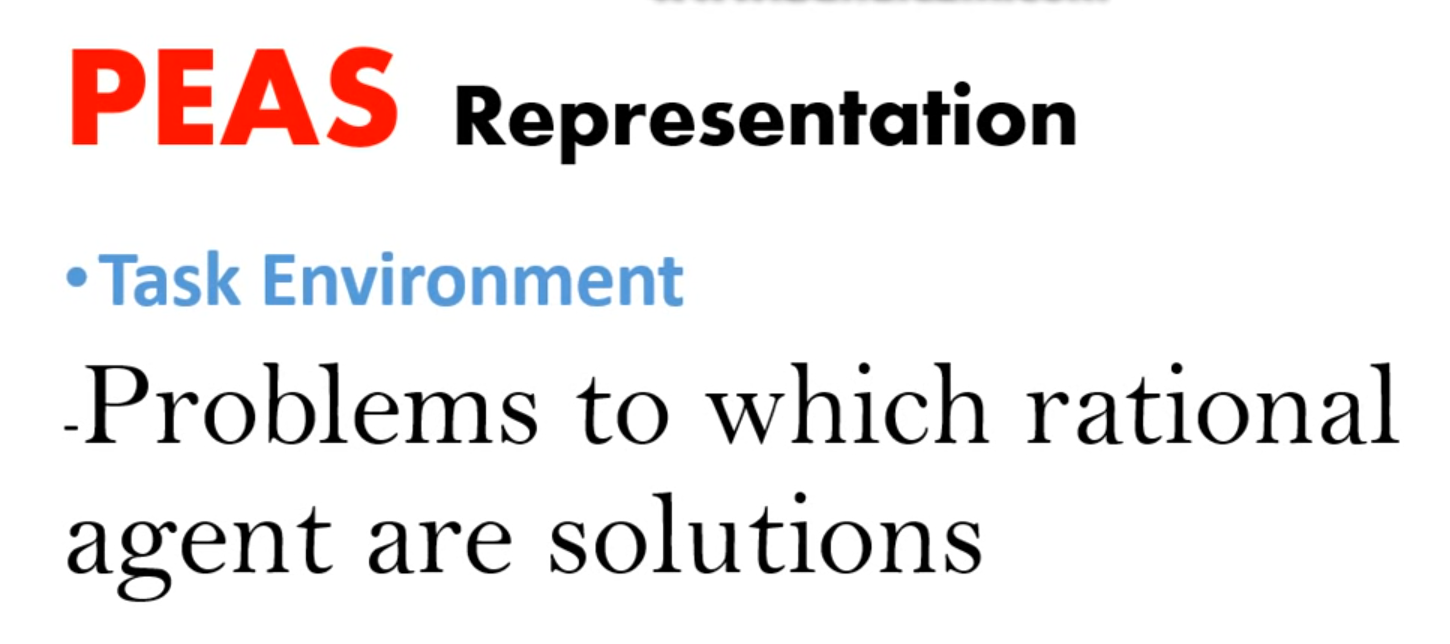 PEAS Representation
• Task Environment
-Problems to which rational
agent are solutions